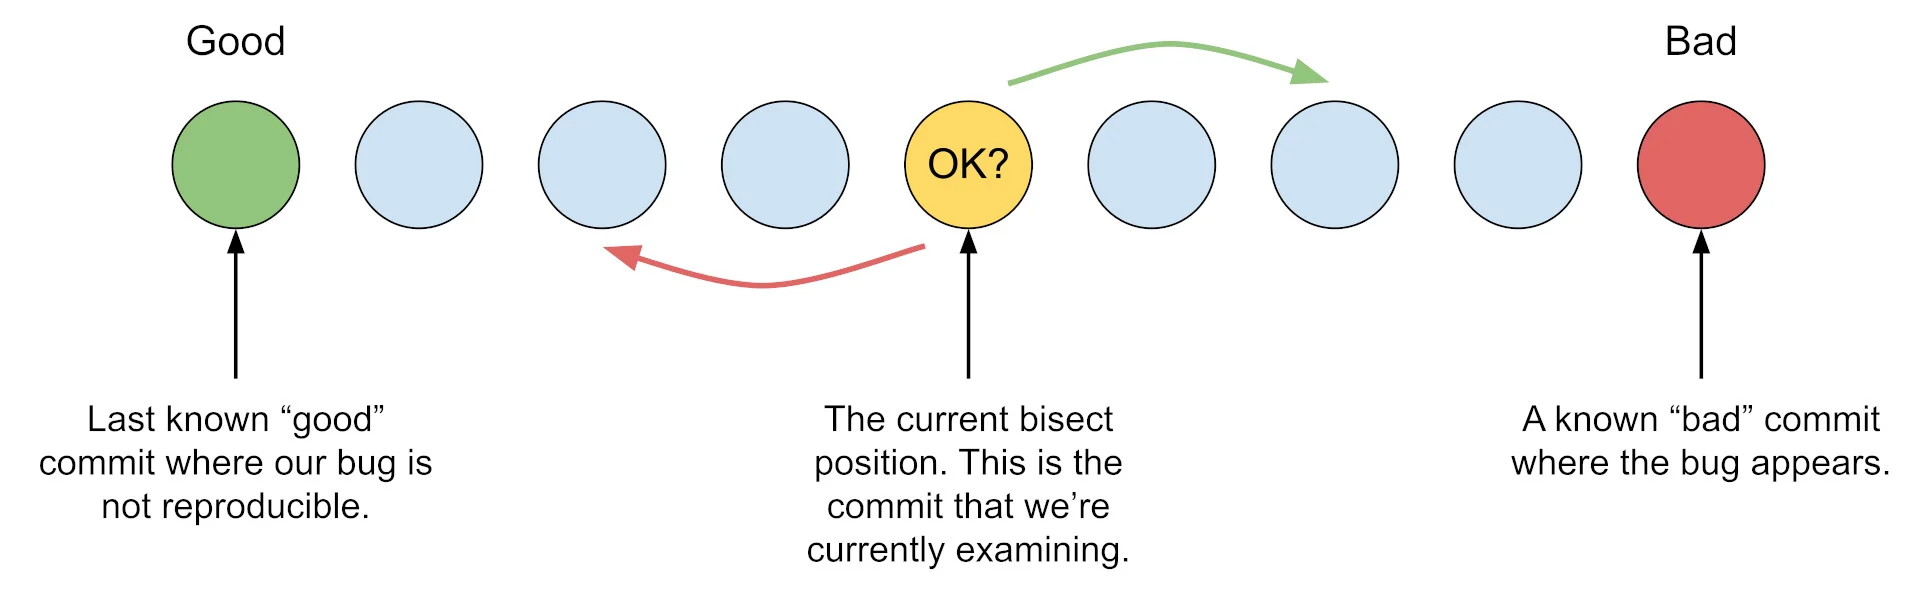 Good
Bad
OK?
Last known “good”
commit where our bug is
not reproducible.
The current bisect
position. This is the
commit that we’re
currently examining.
A known “bad” commit
where the bug appears.